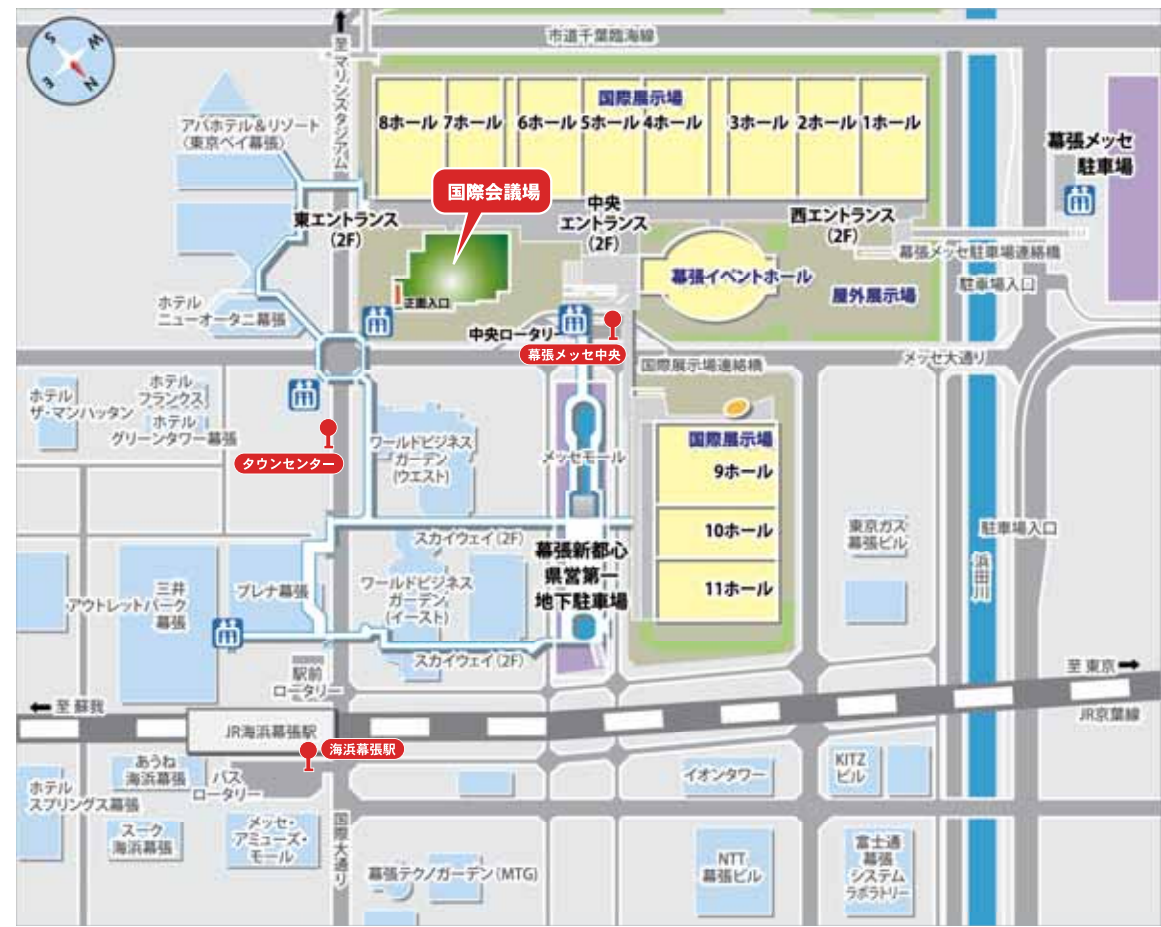 市道千葉臨海線
S
W
E
N
至マリンスタジアム
アパホテル&リゾート
〈東京ベイ幕張〉
国際展示場
8ホール
7ホール
6ホール
5ホール
4ホール
3ホール
2ホール
1ホール
幕張メッセ
駐車場
国際会議場
東エントランス
(2F)
中央
エントランス
(2F)
西エントランス
(2F)
幕張メッセ駐車場連絡橋
駐車場入口
幕張イベントホール
屋外展示場
正面入口
ホテル
ニューオータニ幕張
中央ロータリー
幕張メッセ中央
国際展示場連絡橋
メッセ大通り
ホテル
ザ・マンハッタン
ホテル
フランクス
ホテル
グリーンタワー幕張
タウンセンター
ワールドビジネス
ガーデン
(ウエスト)
メッセモール
国際展示場
9ホール
10ホール
11ホール
スカイウェイ(2F)
幕張新都心
県営第一
地下駐車場
東京ガス
幕張ビル
駐車場入口
浜田川
三井
アウトレットパーク
幕張
プレナ幕張
ワールドビジネス
ガーデン
(イースト)
スカイウェイ(2F)
駅前
ロータリー
至 蘇我
至 東京
JR京葉線
JR海浜幕張駅
海浜幕張駅
あうね
海浜幕張
バス
ロータリー
ホテル
スプリングス幕張
スーク
海浜幕張
メッセ・
アミューズ・
モール
国際大通り
イオンタワー
KITZ
ビル
幕張テクノガーデン(MTG)
NTT
幕張ビル
富士通
幕張
システム
ラボラトリー